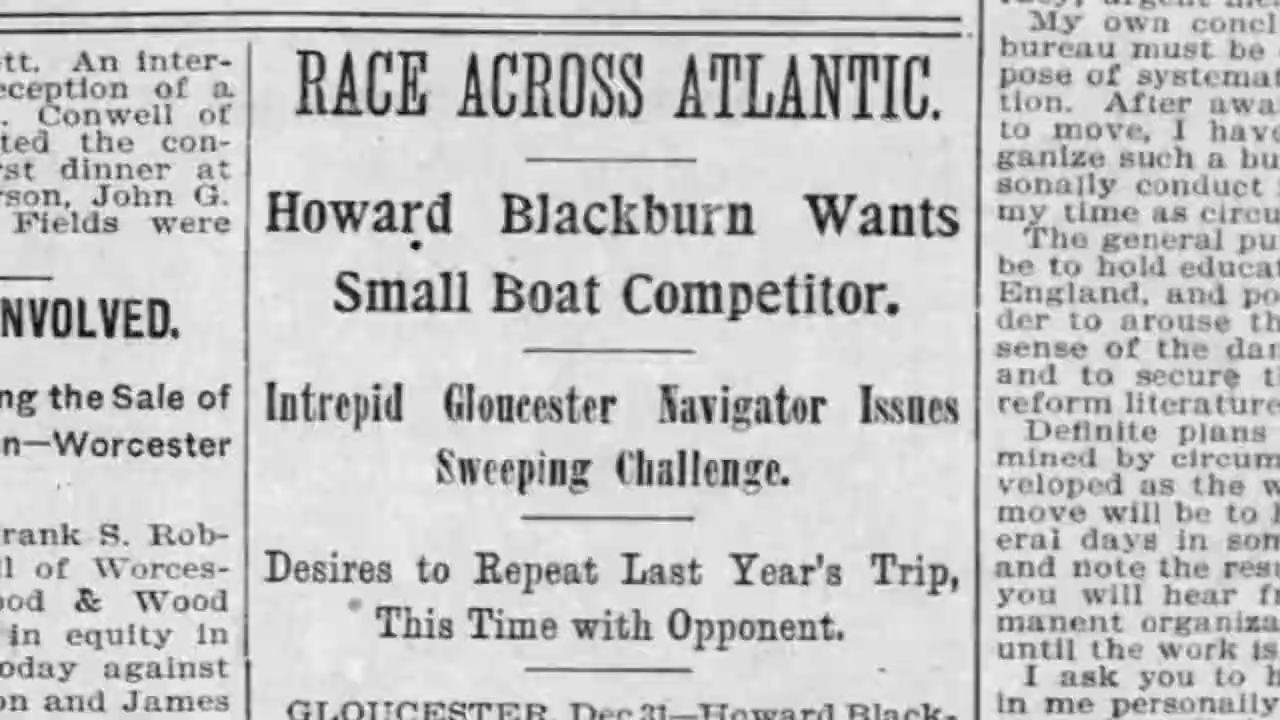 tt. An inter-
eception of a
. Conwell of
ted the con-
st dinner at
rson, John G.
Fields were
NVOLVED.
ng the Sale of
n—Worcester
rank S. Rob-
l of Worces-
ood & Wood
in equity in
oday against
on and James
RACE ACROSS ATLANTIC.
Howard Blackburn Wants
Small Boat Competitor.
Intrepid Gloucester Navigator Issues
Sweeping Challenge.
Desires to Repeat Last Year's Trip,
This Time with Opponent.
GLOUCESTER, Dec 31—Howard Black-
My own concl
bureau must be
pose of systemat
tion. After awa
to move, I have
ganize such a bu
sonally conduct
my time as circu
The general pu
be to hold educat
England, and po
der to arouse th
sense of the dan
and to secure t
reform literature
Definite plans
mined by circum
veloped as the w
move will be to
eral days in som
and note the resu
you will hear f
manent organiza
until the work is
I ask you to h
in me personally